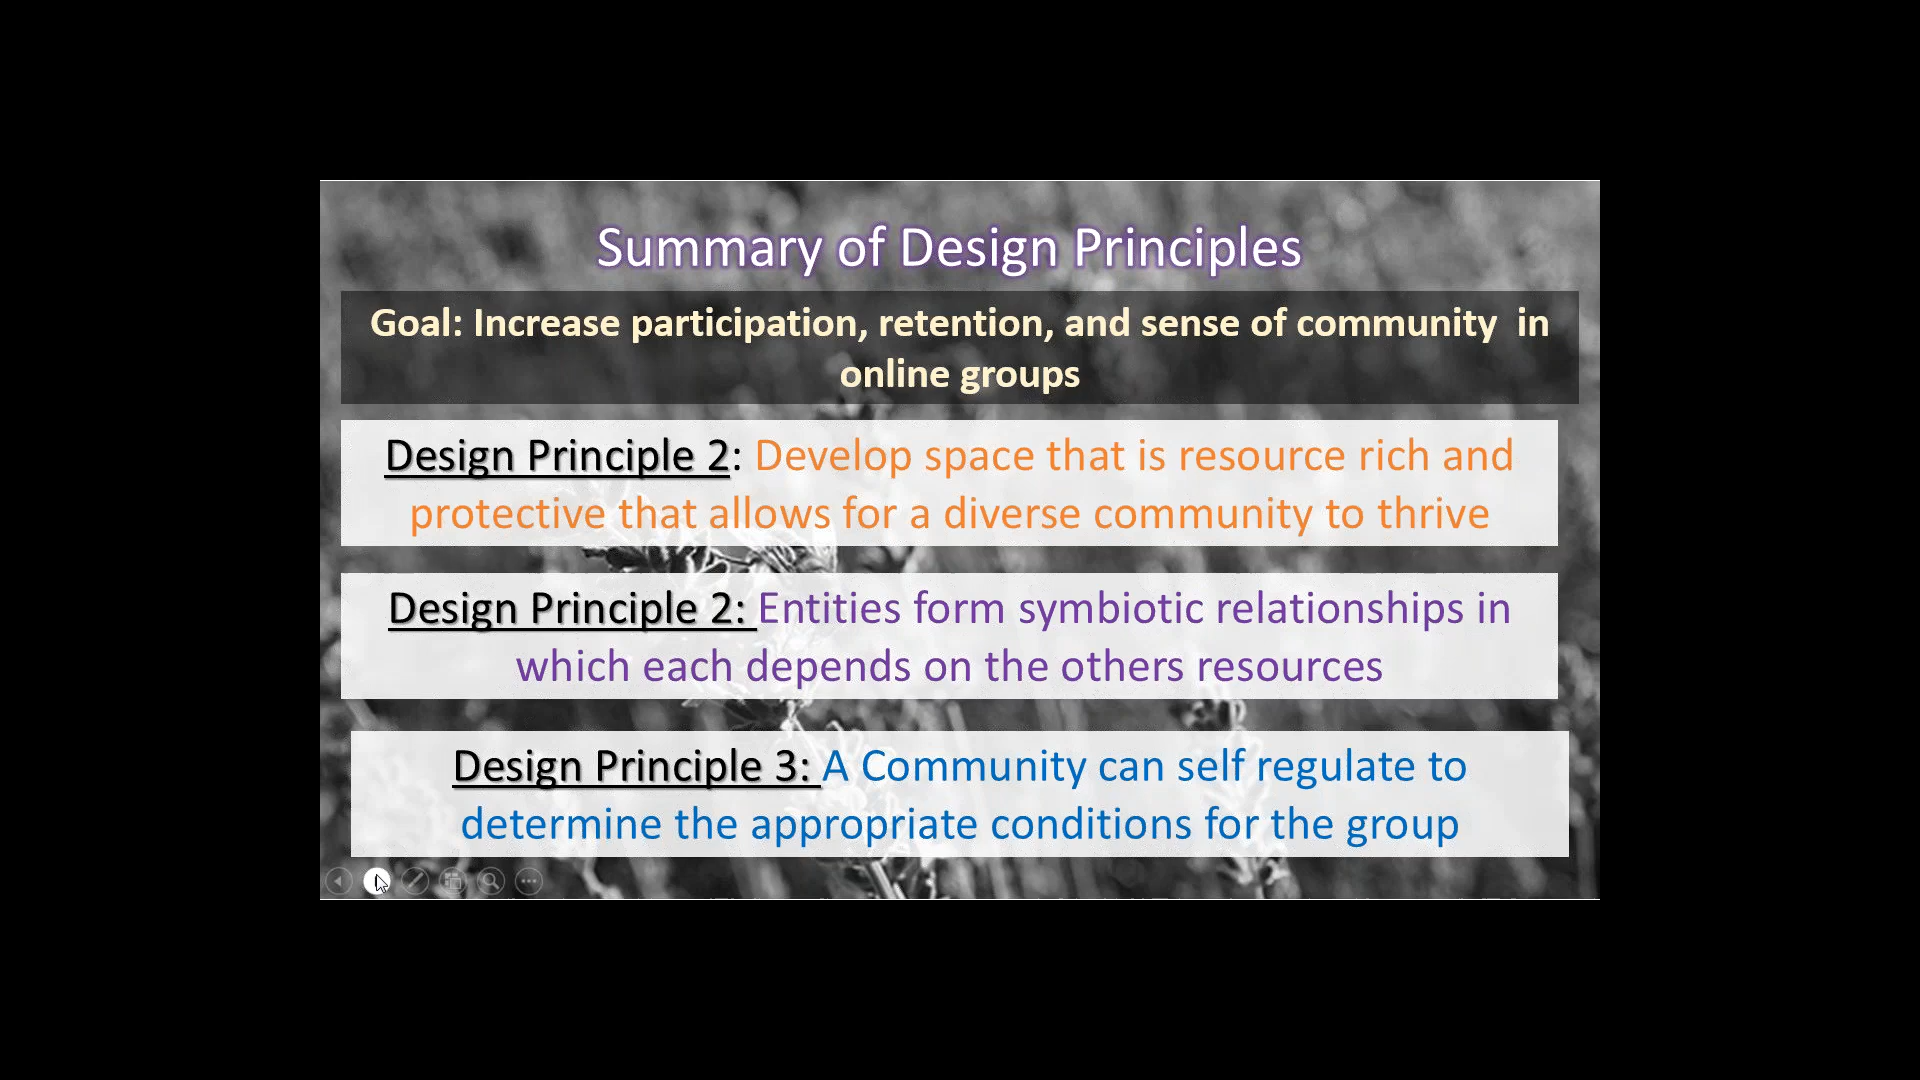 Summary of Design Principles
Goal: Increase participation, retention, and sense of community  in
online groups
Design Principle 2: Develop space that is resource rich and
protective that allows for a diverse community to thrive
Design Principle 2: Entities form symbiotic relationships in
which each depends on the others resources
Design Principle 3: A Community can self regulate to
determine the appropriate conditions for the group